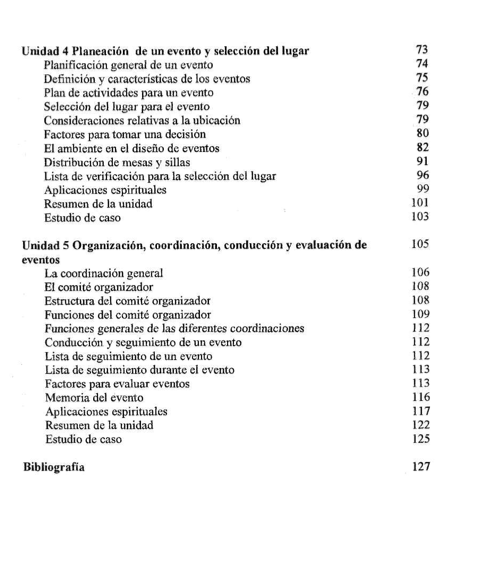 Unidad 4 Planeación de un evento y selección del lugar 73
Planificación general de un evento 74
Definición y características de los eventos 75
Plan de actividades para un evento 76
Selección del lugar para el evento 79
Consideraciones relativas a la ubicación 79
Factores para tomar una decisión 80
El ambiente en el diseño de eventos 82
Distribución de mesas y sillas 91
Lista de verificación para la selección del lugar 96
Aplicaciones espirituales 99
Resumen de la unidad 101
Estudio de caso 103
Unidad 5 Organización, coordinación, conducción y evaluación de 105
eventos
La coordinación general 106
El comité organizador 108
Estructura del comité organizador 108
Funciones del comité organizador 109
Funciones generales de las diferentes coordinaciones 112
Conducción y seguimiento de un evento 112
Lista de seguimiento de un evento 112
Lista de seguimiento durante el evento 113
Factores para evaluar eventos 113
Memoria del evento 116
Aplicaciones espirituales 117
Resumen de la unidad 122
Estudio de caso 125
Bibliografía 127